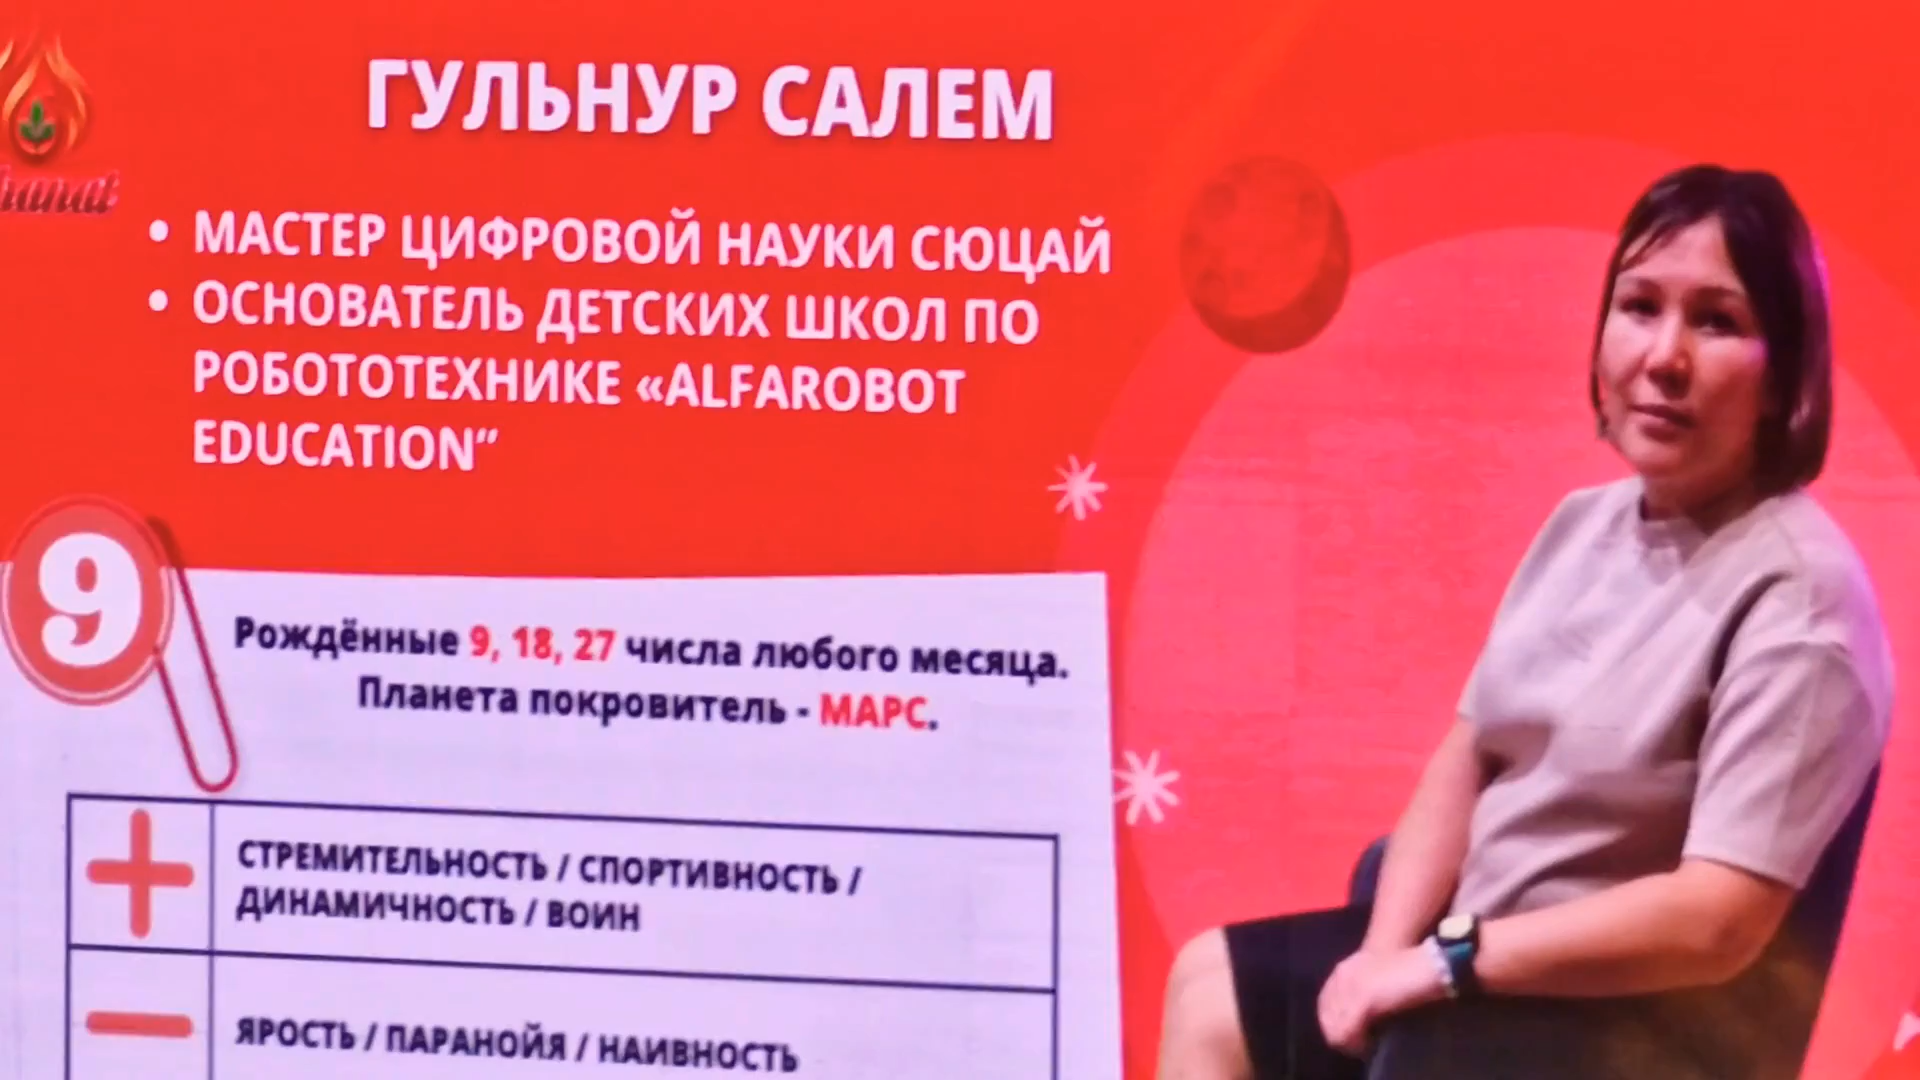 ГУЛЬНУР САЛЕМ
• МАСТЕР ЦИФРОВОЙ НАУКИ СЮЦАЙ
• ОСНОВАТЕЛЬ ДЕТСКИХ ШКОЛ ПО
РОБОТОТЕХНИКЕ «ALFAROBOT
EDUCATION”
9
Рождённые 9, 18, 27 числа любого месяца.
Планета покровитель - МАРС.
СТРЕМИТЕЛЬНОСТЬ / СПОРТИВНОСТЬ /
ДИНАМИЧНОСТЬ / ВОИН
ЯРОСТЬ / ПАРАНОЙЯ / НАИВНОСТЬ